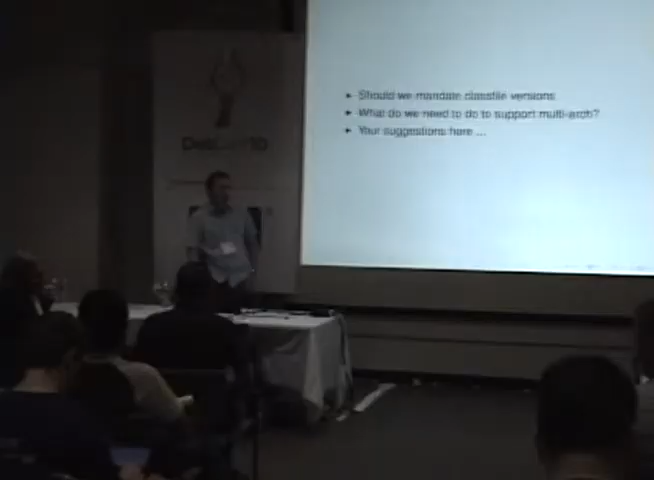 Should we mandate classfile versions
What do we need to do to support multi-arch?
Your suggestions here ...